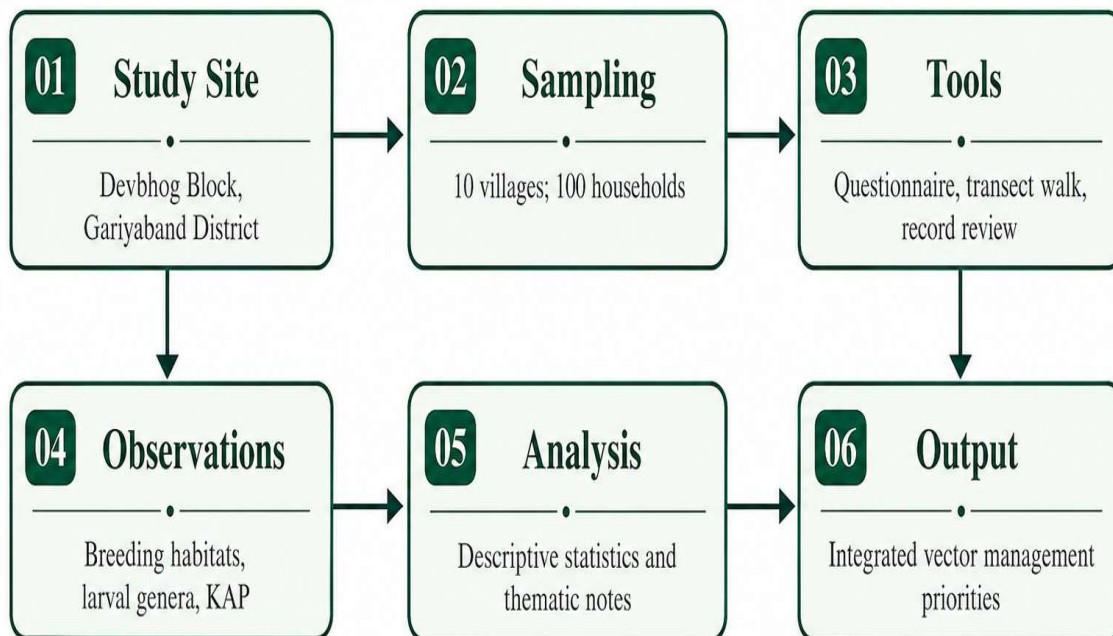 01 Study Site
Devbhog Block,
Gariyaband District
02 Sampling
10 villages; 100 households
03 Tools
Questionnaire, transect walk,
record review
04 Observations
Breeding habitats,
larval genera, KAP
05 Analysis
Descriptive statistics and
thematic notes
06 Output
Integrated vector management
priorities